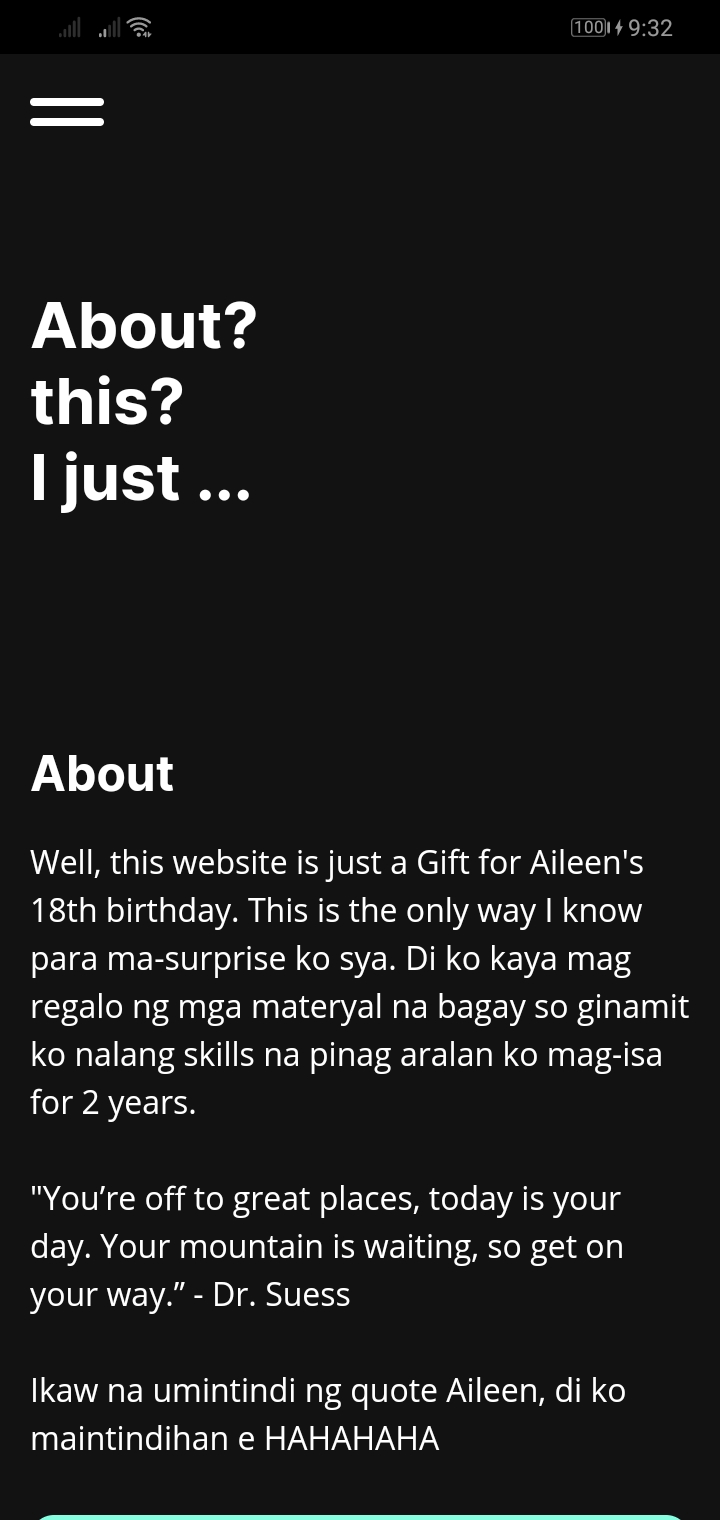 100 9:32
About?
this?
I just ...
About
Well, this website is just a Gift for Aileen's
18th birthday. This is the only way I know
para ma-surprise ko sya. Di ko kaya mag
regalo ng mga materyal na bagay so ginamit
ko nalang skills na pinag aralan ko mag-isa
for 2 years.
"You’re off to great places, today is your
day. Your mountain is waiting, so get on
your way.” - Dr. Suess
Ikaw na umintindi ng quote Aileen, di ko
maintindihan e HAHAHAHA